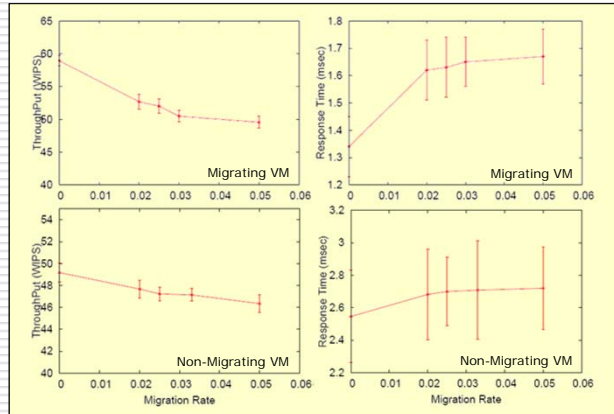 65
60
55
50
45
40
ThroughPut (WIPS)
Migrating VM
0 0.01 0.02 0.03 0.04 0.05 0.06
1.8
1.7
1.6
1.5
1.4
1.3
1.2
Response Time (msec)
Migrating VM
0 0.01 0.02 0.03 0.04 0.05 0.06
54
52
50
48
46
44
42
40
ThroughPut (WIPS)
Non-Migrating VM
0 0.01 0.02 0.03 0.04 0.05 0.06
Migration Rate
3.2
3
2.8
2.6
2.4
2.2
Response Time (msec)
Non-Migrating VM
0 0.01 0.02 0.03 0.04 0.05 0.06
Migration Rate